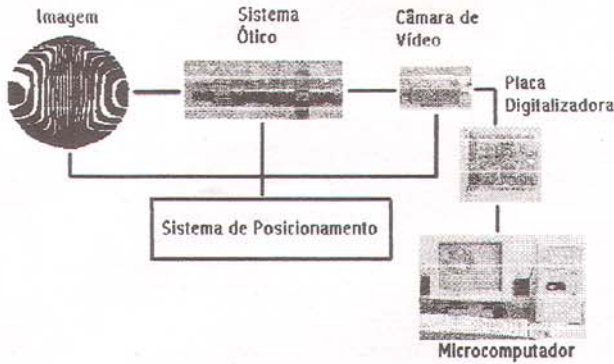 Imagem
Sistema
Ótico
Câmara de
Vídeo
Placa
Digitalizadora
Sistema de Posicionamento
Microcomputador